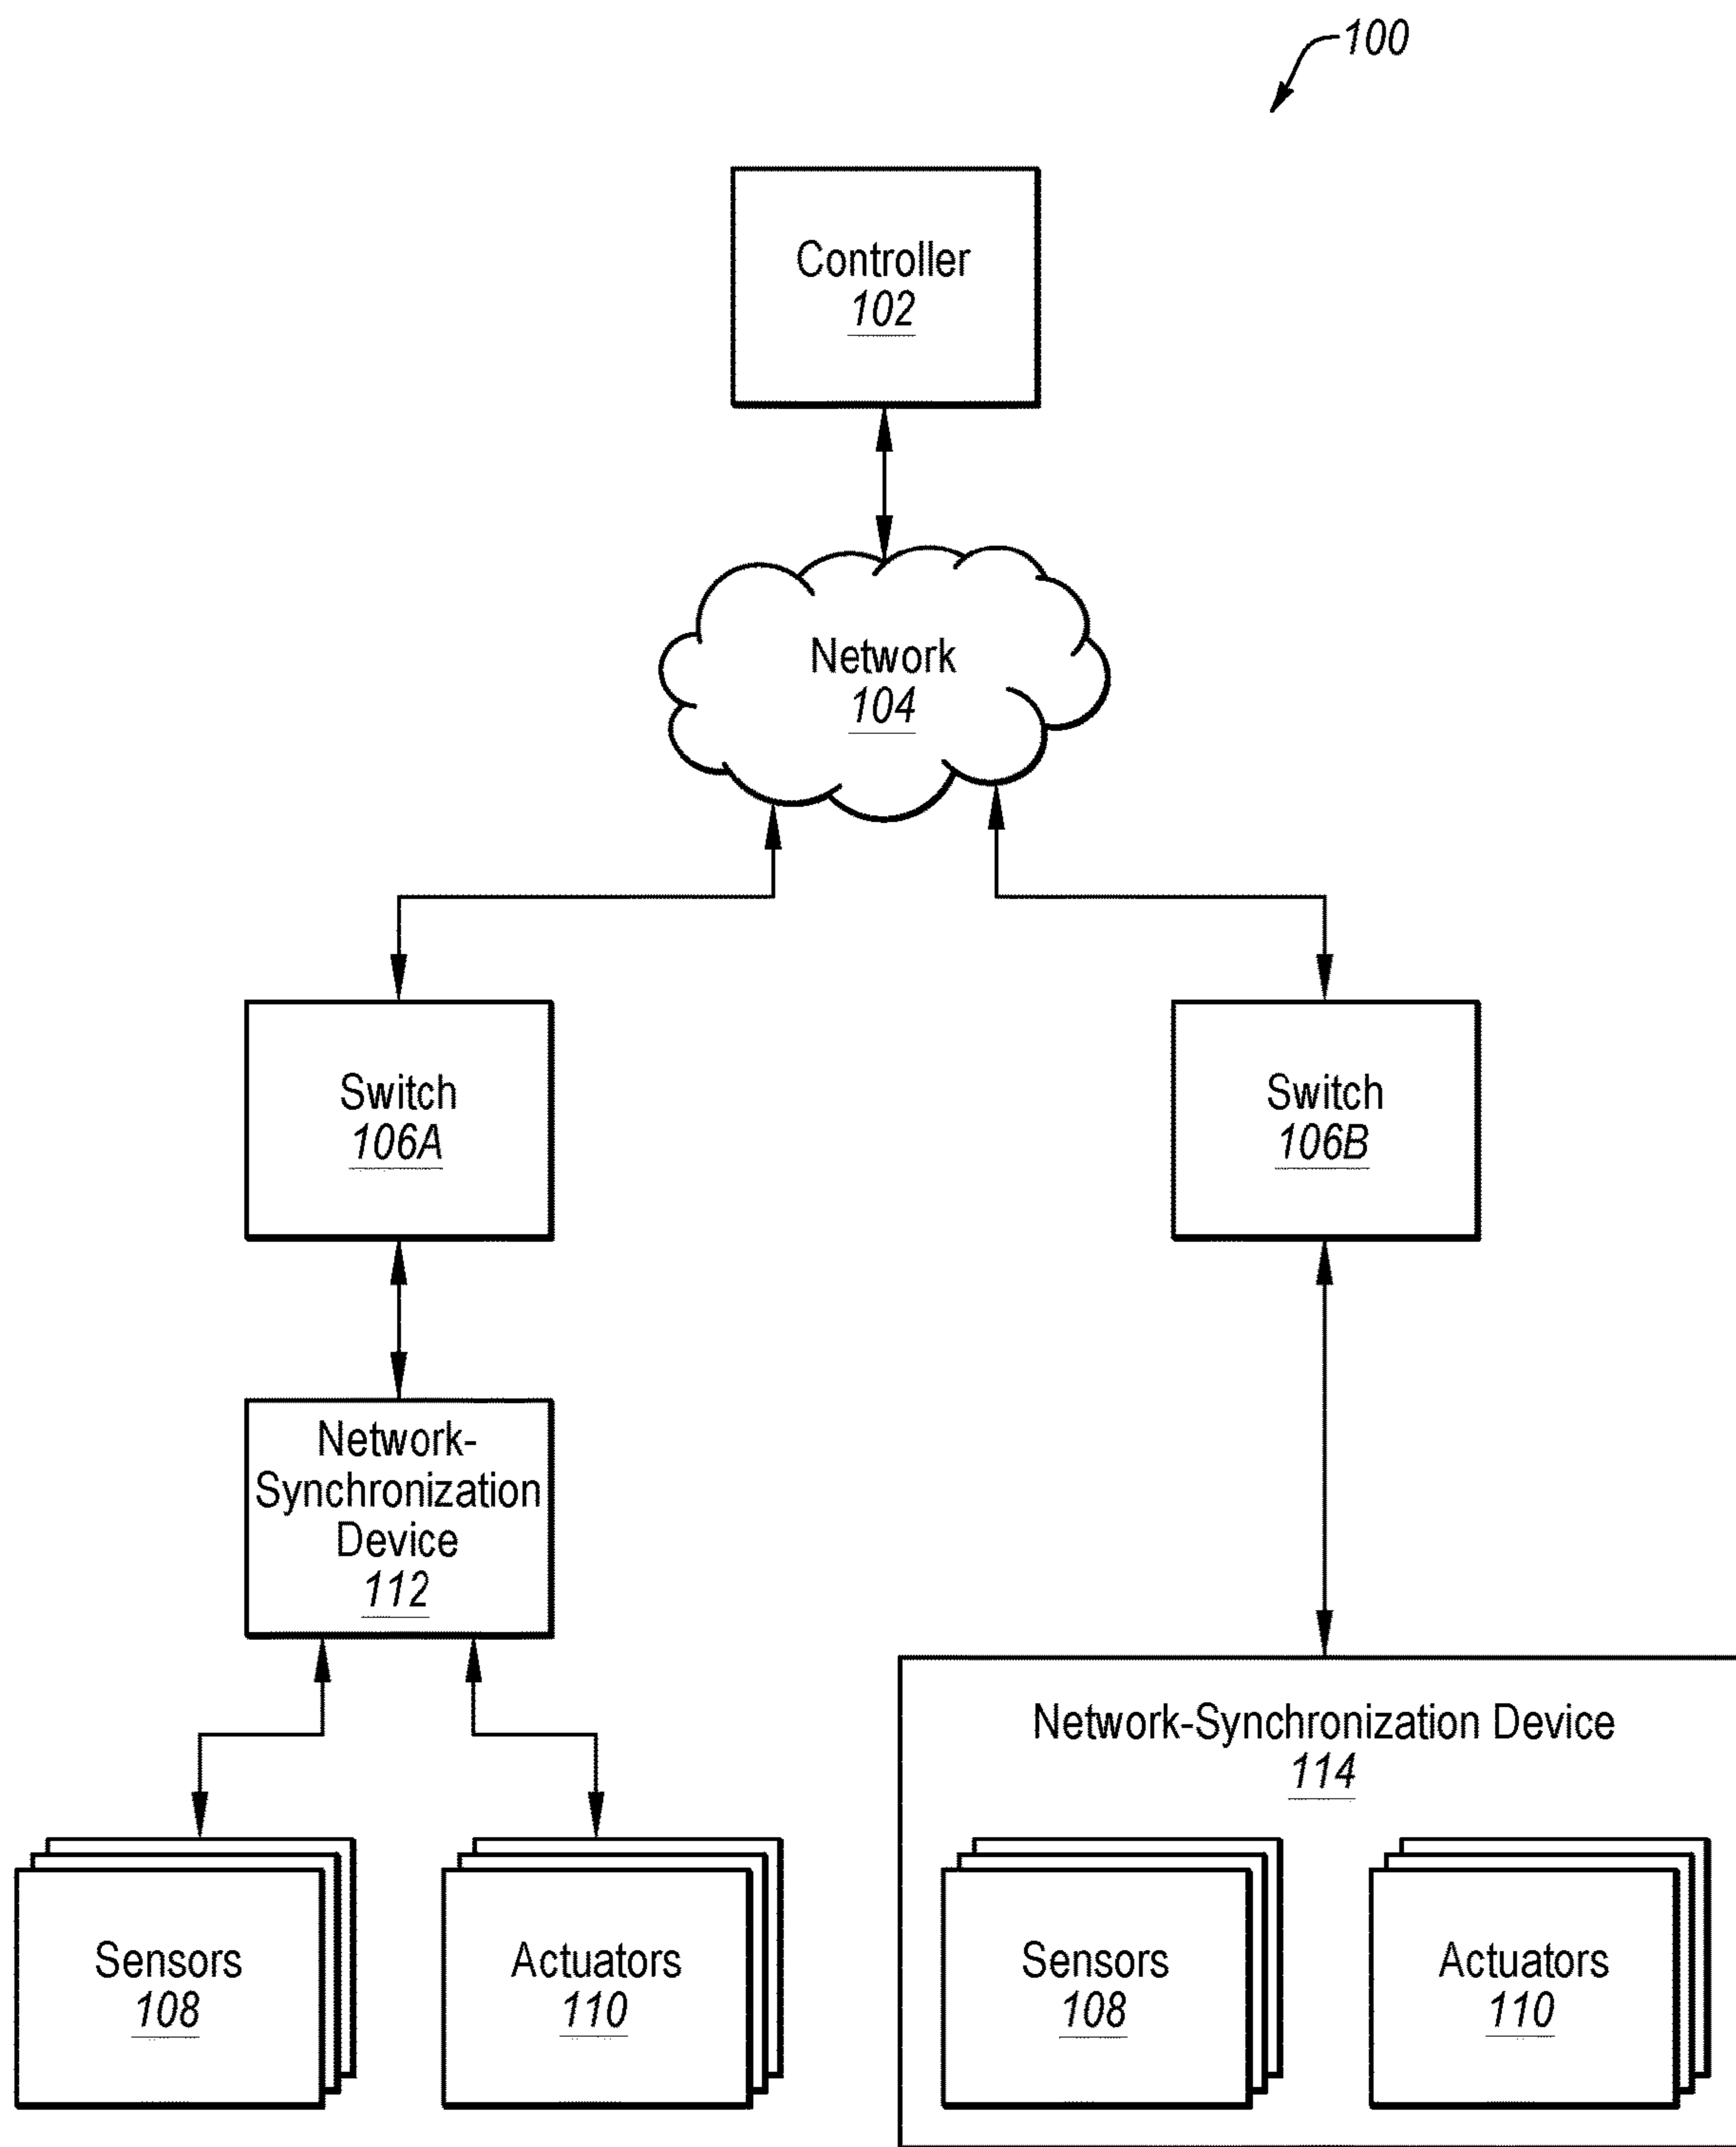 100
Controller
102
Network
104
Switch
106A
Switch
106B
Network-
Synchronization
Device
112
Network-Synchronization Device
114
Sensors
108
Actuators
110
Sensors
108
Actuators
110